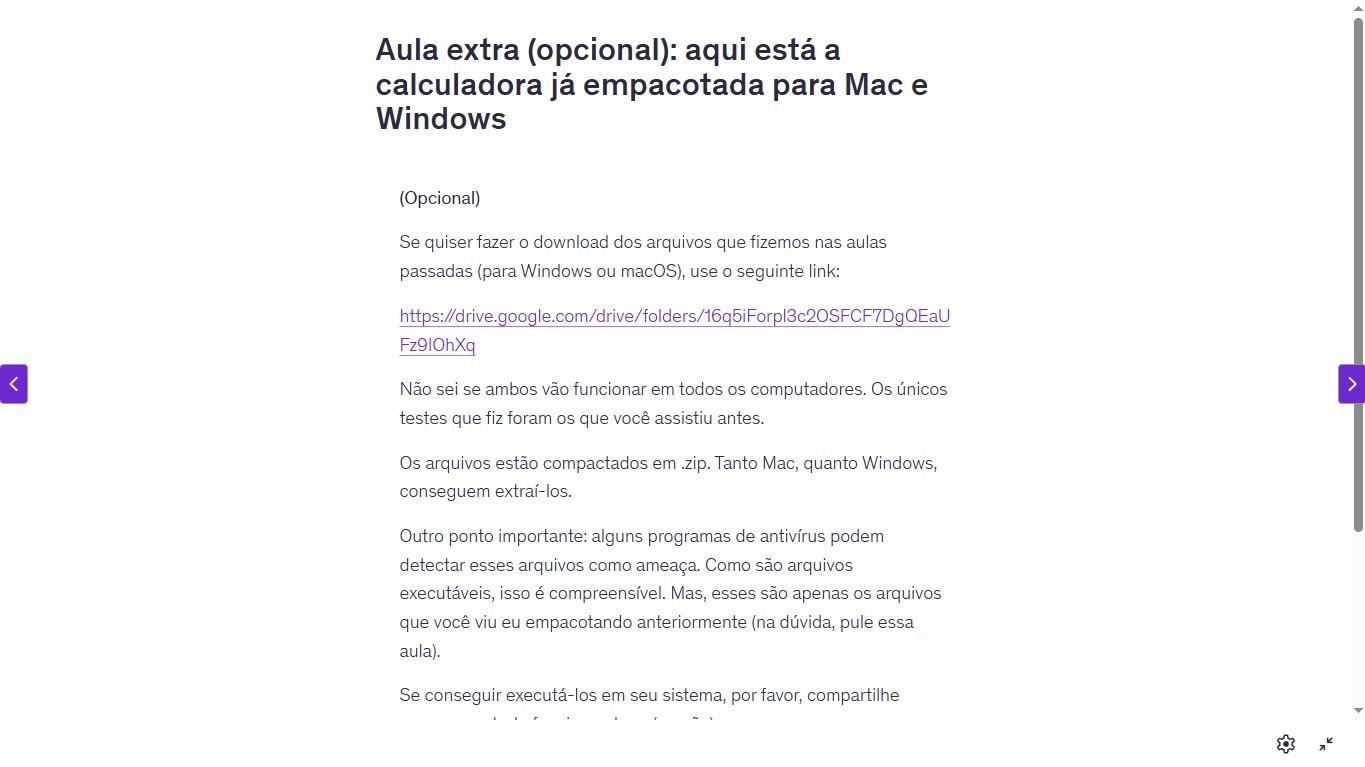 Aula extra (opcional): aqui está a
calculadora já empacotada para Mac e
Windows
(Opcional)
Se quiser fazer o download dos arquivos que fizemos nas aulas
passadas (para Windows ou macOS), use o seguinte link:
https://drive.google.com/drive/folders/16q5iForpl3c2OSFCF7DgQEaU
Fz9lOhXq
Não sei se ambos vão funcionar em todos os computadores. Os únicos
testes que fiz foram os que você assistiu antes.
Os arquivos estão compactados em .zip. Tanto Mac, quanto Windows,
conseguem extraí-los.
Outro ponto importante: alguns programas de antivírus podem
detectar esses arquivos como ameaça. Como são arquivos
executáveis, isso é compreensível. Mas, esses são apenas os arquivos
que você viu eu empacotando anteriormente (na dúvida, pule essa
aula).
Se conseguir executá-los em seu sistema, por favor, compartilhe